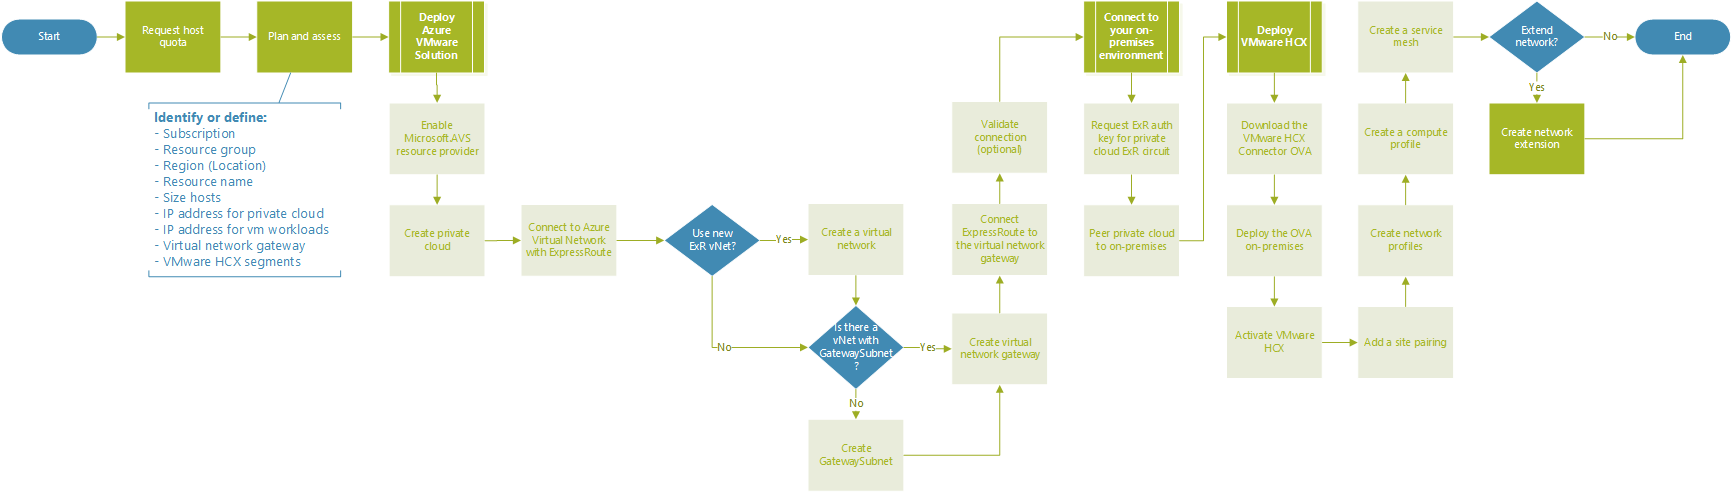 Start
Request host
quota
Plan and assess
Identify or define:
- Subscription
- Resource group
- Region (Location)
- Resource name
- Size hosts
- IP address for private cloud
- IP address for vm workloads
- Virtual network gateway
- VMware HCX segments
Deploy
Azure
VMware
Solution
Enable
Microsoft.AVS
resource provider
Create private
cloud
Connect to Azure
Virtual Network
with ExpressRoute
Use new
ExR vNet?
Yes
No
Create a virtual
network
Is there a
vNet with
GatewaySubnet
?
Yes
No
Create
GatewaySubnet
Create virtual
network gateway
Connect
ExpressRoute to
the virtual network
gateway
Validate
connection
(optional)
Connect to
your on-
premises
environment
Request ExR auth
key for private
cloud ExR circuit
Peer private cloud
to on-premises
Deploy
VMware HCX
Download the
VMware HCX
Connector OVA
Deploy the OVA
on-premises
Activate VMware
HCX
Add a site pairing
Create network
profiles
Create a compute
profile
Create a service
mesh
Extend
network?
No
Yes
Create network
extension
End